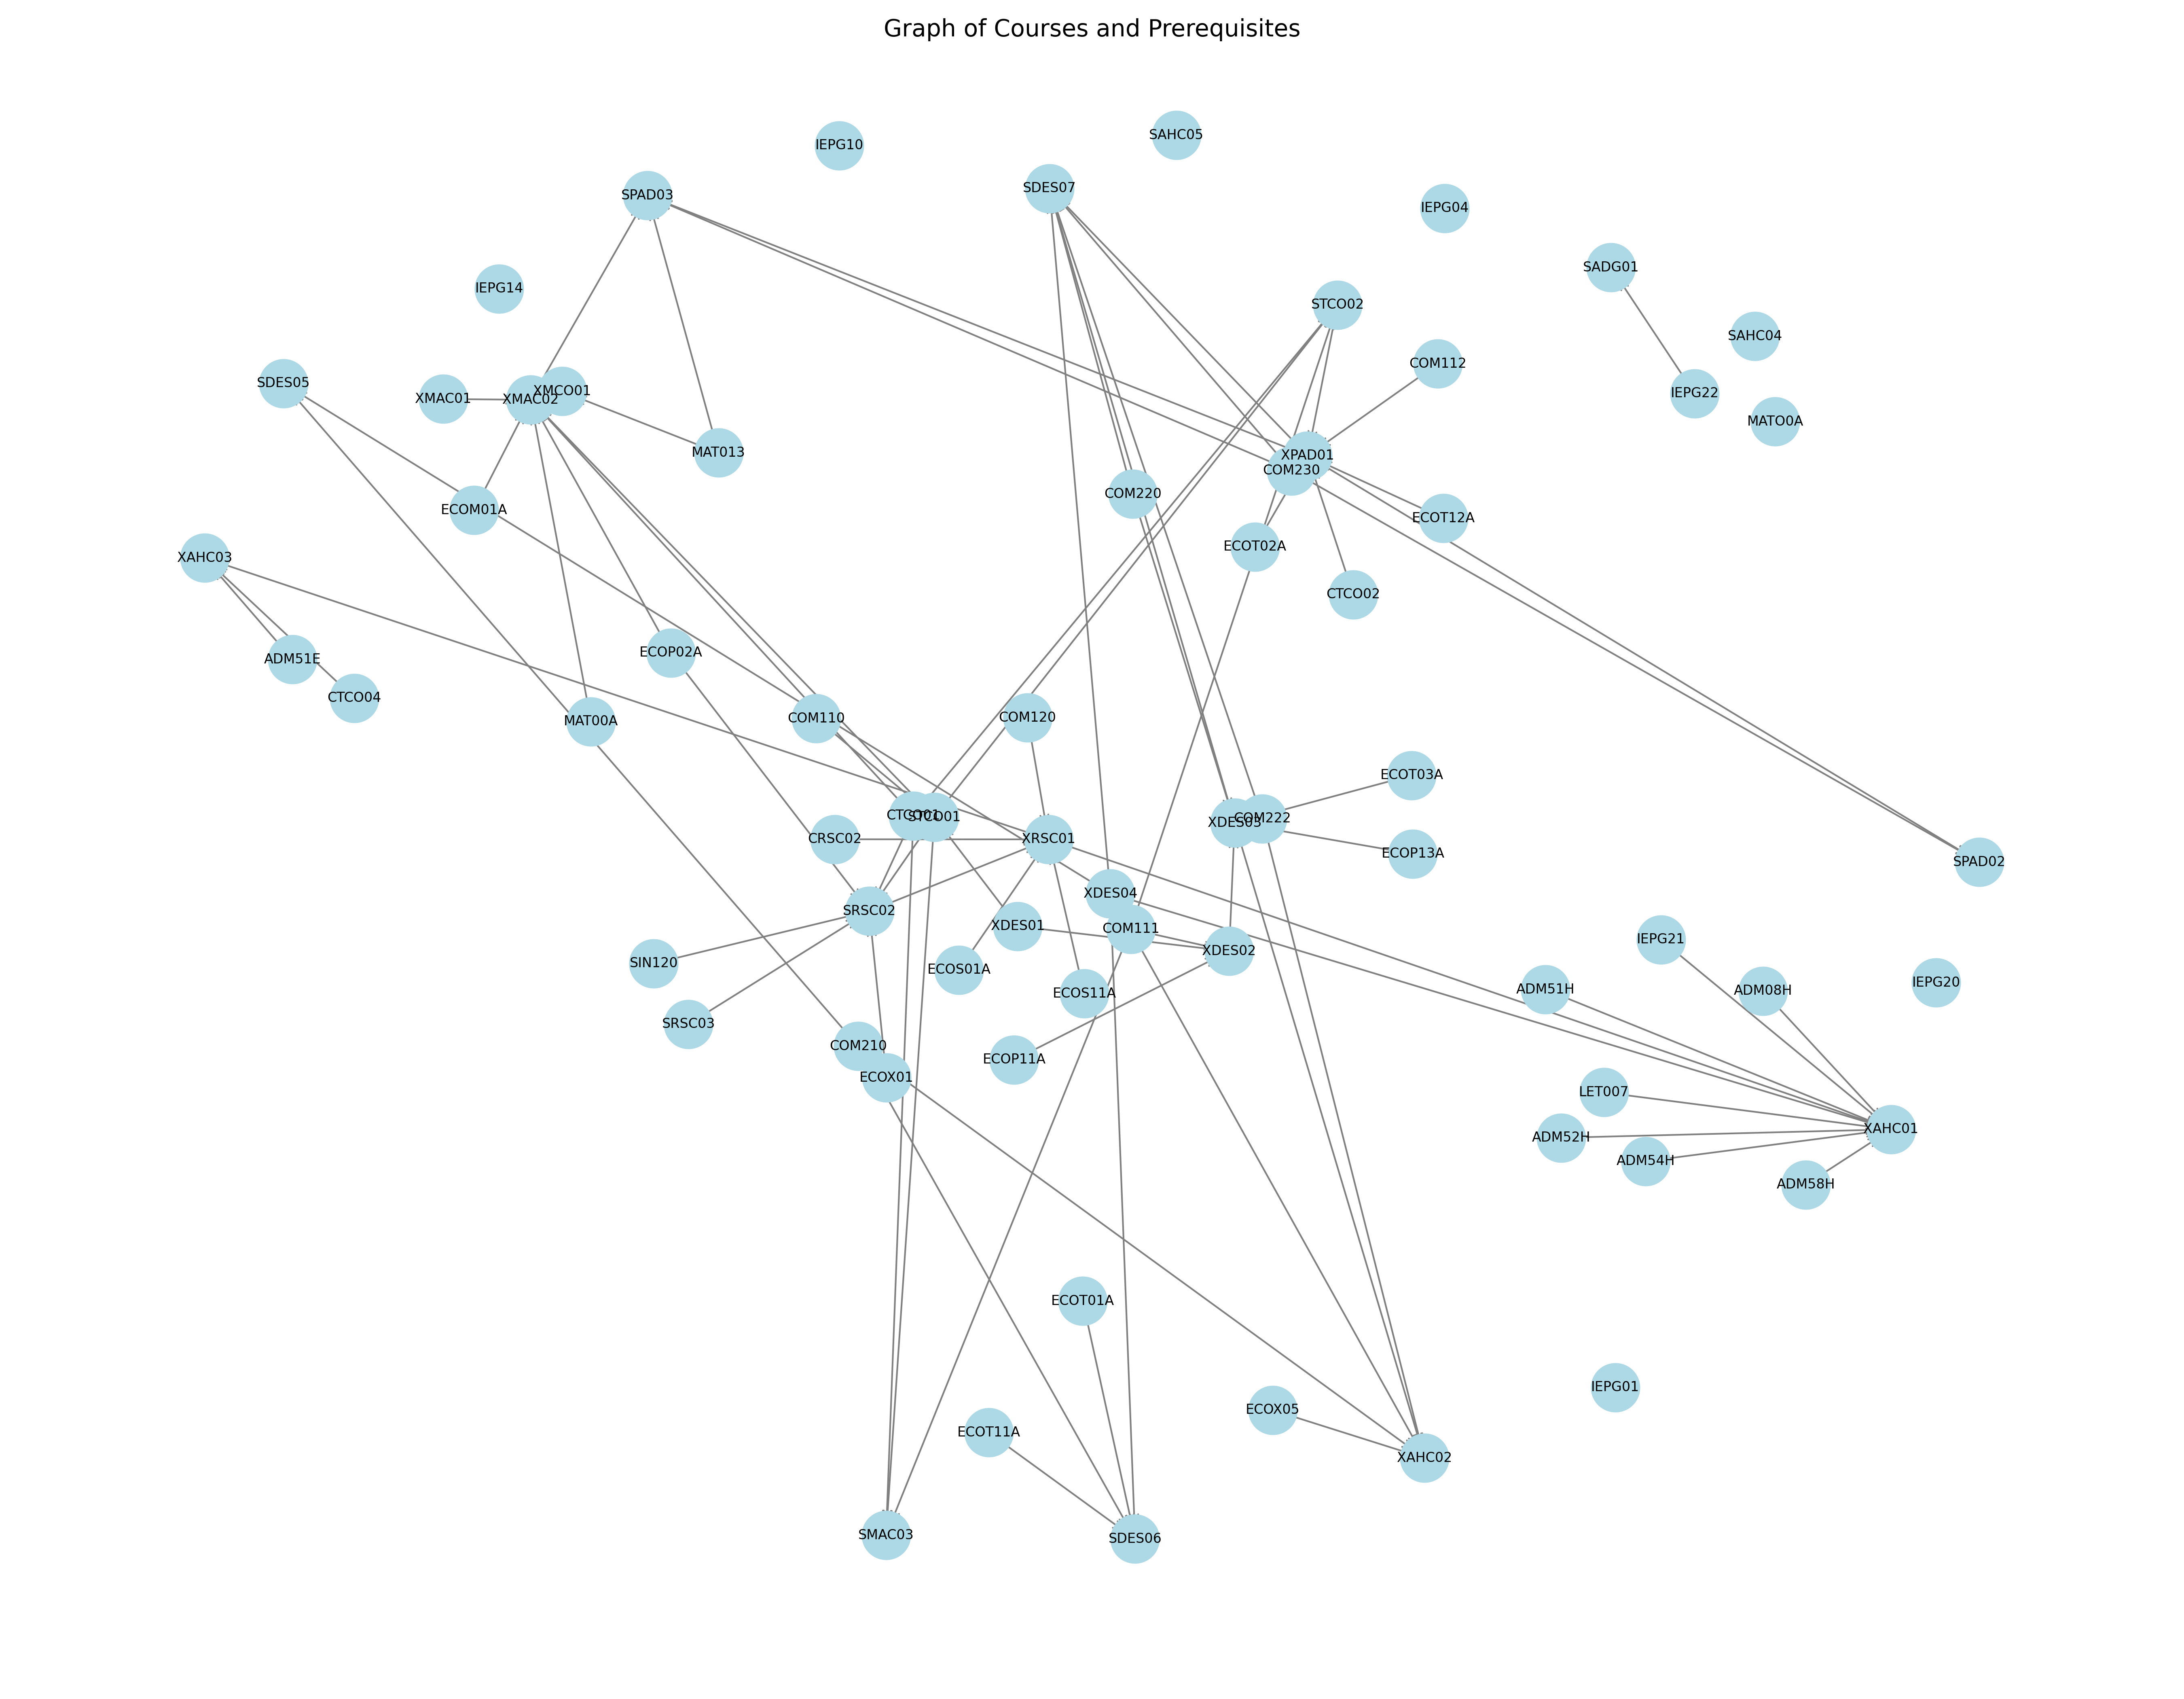 Graph of Courses and Prerequisites
SAHC05
IEPG10
SDES07
SPAD03
IEPG04
SADG01
IEPG14
STCO02
SAHC04
COM112
SDES05
XMCO01
XMAC01
XMAC02
IEPG22
MATO0A
MAT013
XPAD01
COM230
COM220
ECOM01A
ECOT12A
ECOT02A
XAHC03
CTCO02
ECOP02A
ADM51E
CTCO04
COM110
COM120
MAT00A
ECOT03A
CTCO01
STCO01
COM222
XDES03
CRSC02
XRSC01
ECOP13A
SPAD02
XDES04
SRSC02
XDES01
COM111
IEPG21
XDES02
SIN120
ECOS01A
IEPG20
ADM51H
ADM08H
ECOS11A
SRSC03
COM210
ECOP11A
ECOX01
LET007
XAHC01
ADM52H
ADM54H
ADM58H
ECOT01A
IEPG01
ECOX05
ECOT11A
XAHC02
SMAC03
SDES06